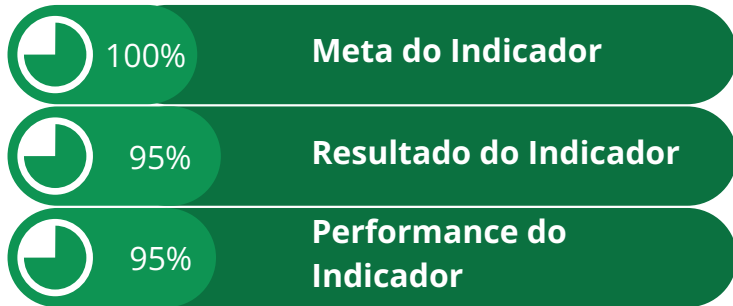 100% Meta do Indicador
95% Resultado do Indicador
95% Performance do
Indicador